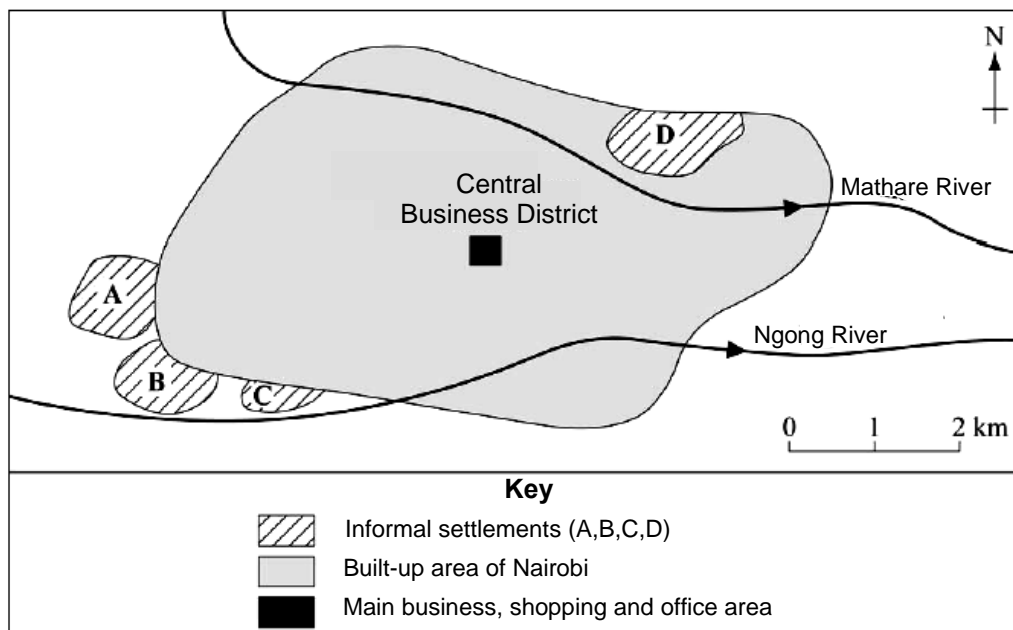 N
D
Central
Business District
Mathare River
A
Ngong River
B
C
0 1 2 km
Key
Informal settlements (A,B,C,D)
Built-up area of Nairobi
Main business, shopping and office area